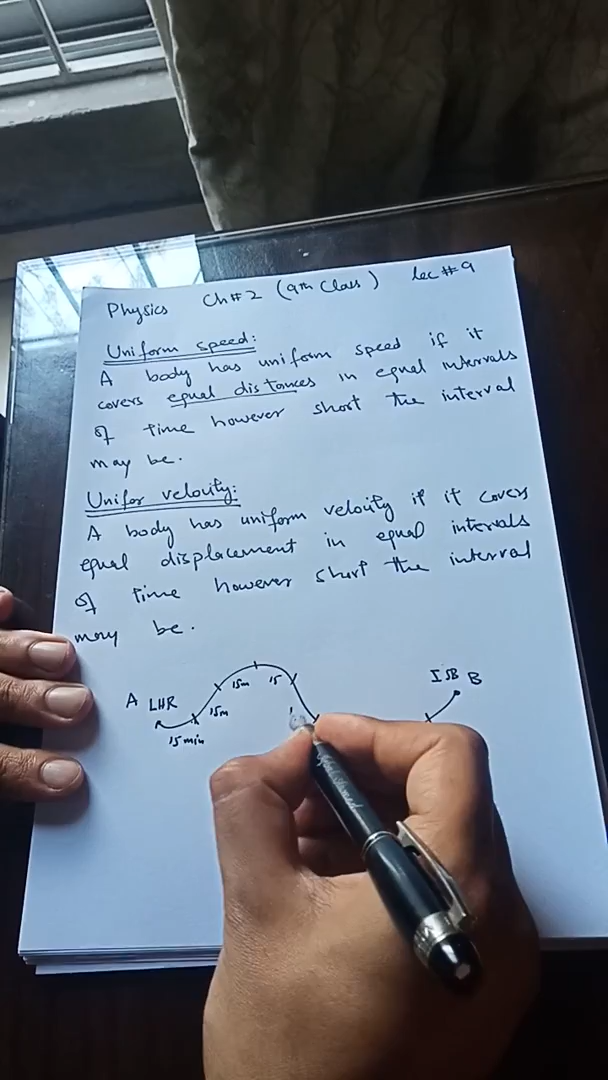 Physics Ch#2 (9th Class) lec #9
Uniform speed:
A body has uniform speed if it
covers equal distances in equal intervals
of time however short the interval
may be.
Unifor velouity:
A body has uniform velouity if it covers
equal displacement in equal intervals
of time however short the interval
may be.
ISB B
A LHR
15m 15
15m
15 min